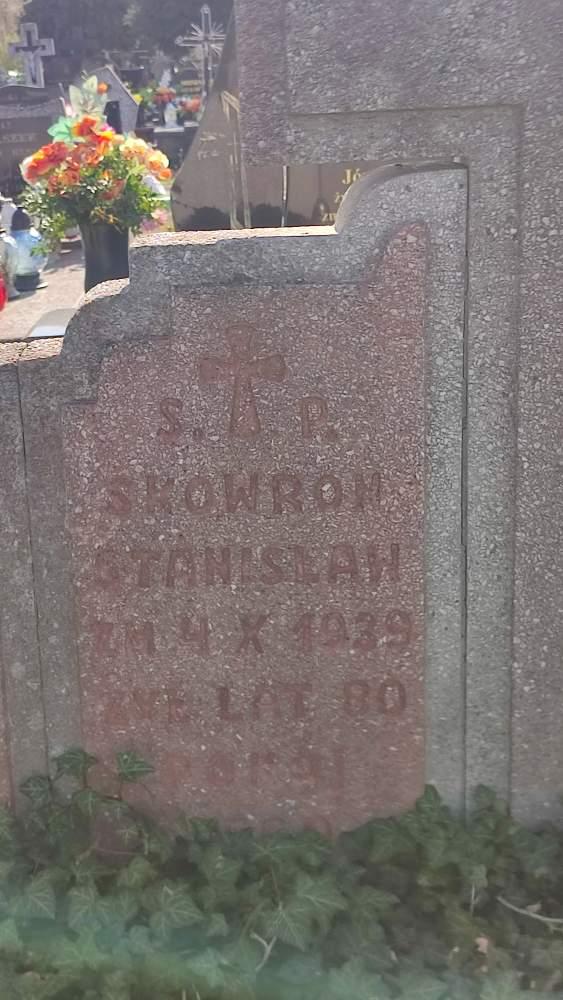 Ś. P.
SKOWRON
STANISŁAW
ZM 4 X 1939
ŻYŁ LAT 80